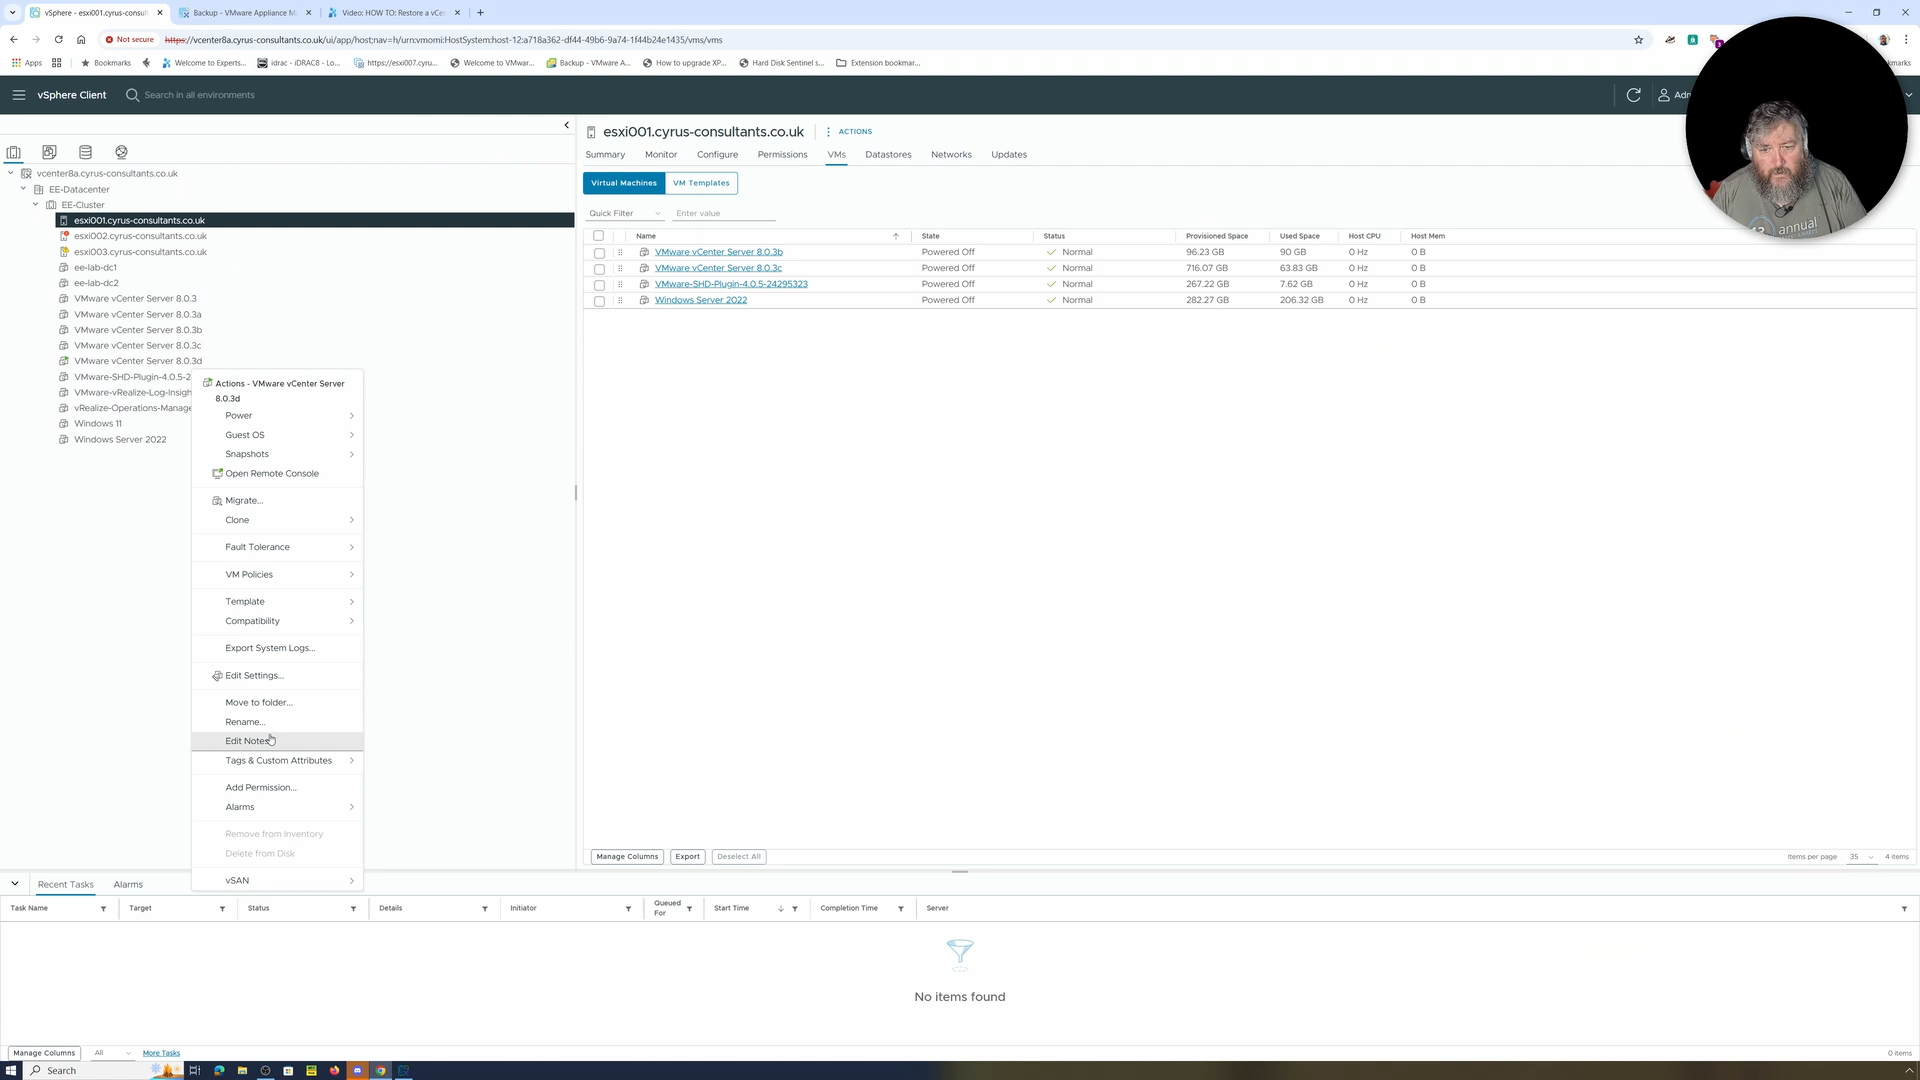 vSphere - esxi001.cyrus-consult
Backup - VMware Appliance M
Video: HOW TO: Restore a vCe
Not secure
https://vcenter8a.cyrus-consultants.co.uk/ui/app/host;nav=h/urn:vmomi:HostSystem:host-12:a718a362-df44-49b6-9a74-1f44b24e1435/vms/vms
Apps
Bookmarks
Welcome to Experts...
idrac - iDRAC8 - Lo...
https://esxi007.cyru...
Welcome to VMwar...
Backup - VMware A...
How to upgrade XP...
Hard Disk Sentinel s...
Extension bookmar...
vSphere Client
Search in all environments
vcenter8a.cyrus-consultants.co.uk
EE-Datacenter
EE-Cluster
esxi001.cyrus-consultants.co.uk
esxi002.cyrus-consultants.co.uk
esxi003.cyrus-consultants.co.uk
ee-lab-dc1
ee-lab-dc2
VMware vCenter Server 8.0.3
VMware vCenter Server 8.0.3a
VMware vCenter Server 8.0.3b
VMware vCenter Server 8.0.3c
VMware vCenter Server 8.0.3d
VMware-SHD-Plugin-4.0.5-2
VMware-vRealize-Log-Insigh
vRealize-Operations-Manage
Windows 11
Windows Server 2022
Actions - VMware vCenter Server
8.0.3d
Power
Guest OS
Snapshots
Open Remote Console
Migrate...
Clone
Fault Tolerance
VM Policies
Template
Compatibility
Export System Logs...
Edit Settings...
Move to folder...
Rename...
Edit Notes
Tags & Custom Attributes
Add Permission...
Alarms
Remove from Inventory
Delete from Disk
vSAN
esxi001.cyrus-consultants.co.uk
ACTIONS
Summary Monitor Configure Permissions VMs Datastores Networks Updates
Virtual Machines VM Templates
Quick Filter Enter value
Name State Status Provisioned Space Used Space Host CPU Host Mem
VMware vCenter Server 8.0.3b Powered Off Normal 96.23 GB 90 GB 0 Hz 0 B
VMware vCenter Server 8.0.3c Powered Off Normal 716.07 GB 63.83 GB 0 Hz 0 B
VMware-SHD-Plugin-4.0.5-24295323 Powered Off Normal 267.22 GB 7.62 GB 0 Hz 0 B
Windows Server 2022 Powered Off Normal 282.27 GB 206.32 GB 0 Hz 0 B
Manage Columns Export Deselect All
Items per page 35 4 items
annual
Recent Tasks Alarms
Task Name Target Status Details Initiator Queued For Start Time Completion Time Server
No items found
Manage Columns All More Tasks
0 items
Search